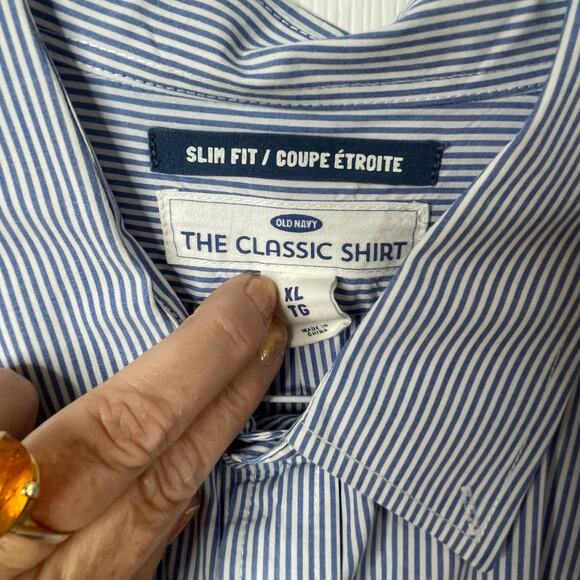 SLIM FIT / COUPE ÉTROITE
OLD NAVY
THE CLASSIC SHIRT
XL
TG
MADE IN
CHINA